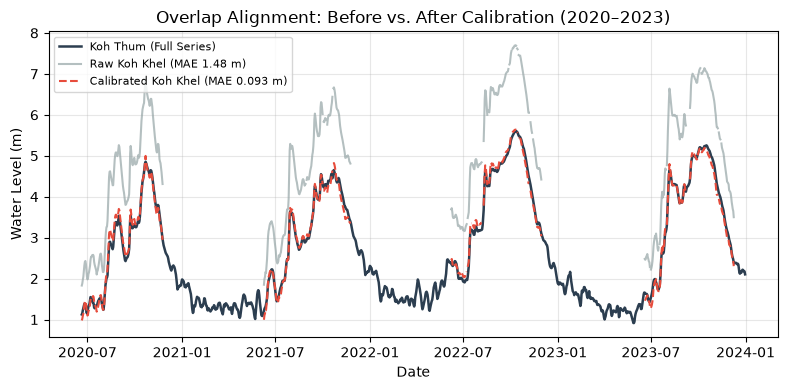 Overlap Alignment: Before vs. After Calibration (2020–2023)
Koh Thum (Full Series)
Raw Koh Khel (MAE 1.48 m)
Calibrated Koh Khel (MAE 0.093 m)
Water Level (m)
8
7
6
5
4
3
2
1
2020-07 2021-01 2021-07 2022-01 2022-07 2023-01 2023-07 2024-01
Date